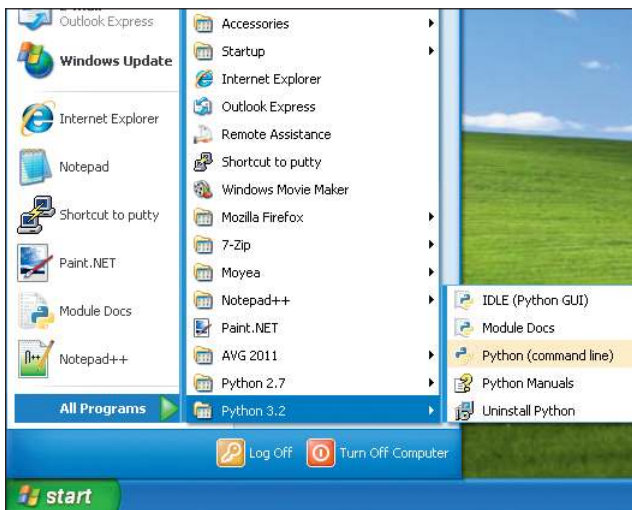 Outlook Express
Windows Update
Internet Explorer
Notepad
Shortcut to putty
Paint.NET
Module Docs
Notepad++
All Programs
Accessories
Startup
Internet Explorer
Outlook Express
Remote Assistance
Shortcut to putty
Windows Movie Maker
Mozilla Firefox
7-Zip
Moyea
Notepad++
Paint.NET
AVG 2011
Python 2.7
Python 3.2
IDLE (Python GUI)
Module Docs
Python (command line)
Python Manuals
Uninstall Python
Log Off
Turn Off Computer
start